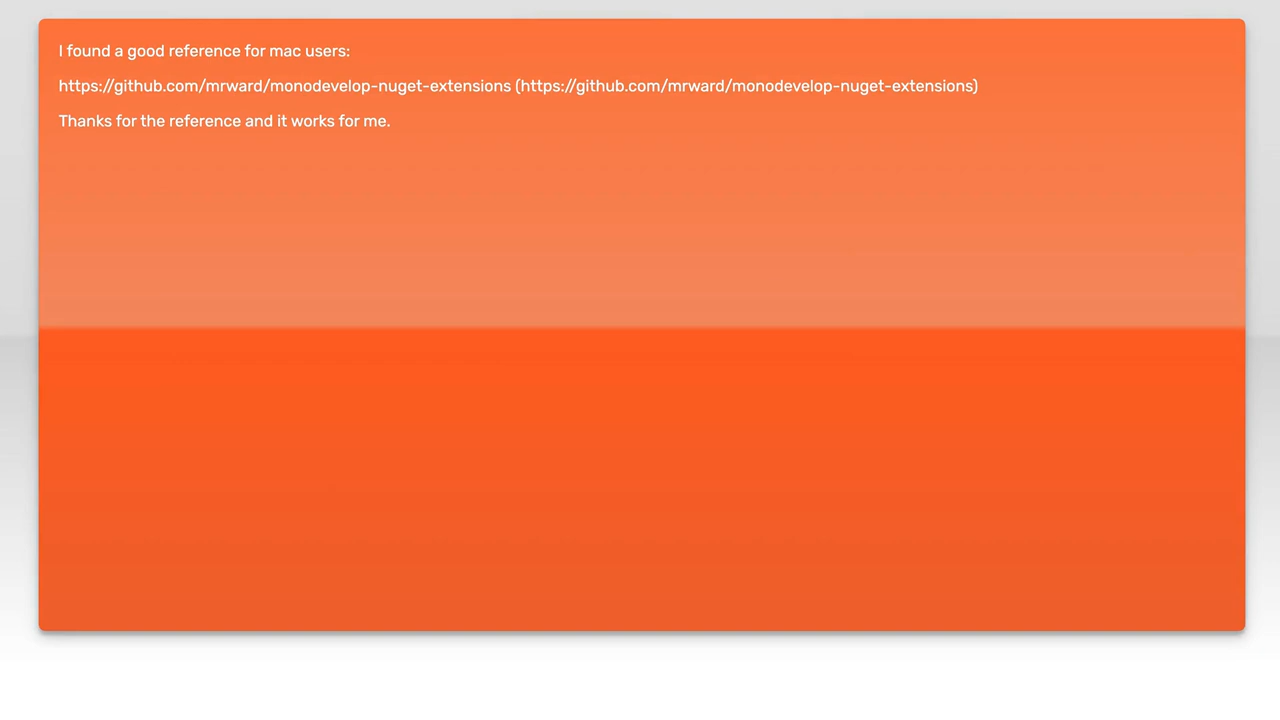 I found a good reference for mac users:
https://github.com/mrward/monodevelop-nuget-extensions (https://github.com/mrward/monodevelop-nuget-extensions)
Thanks for the reference and it works for me.